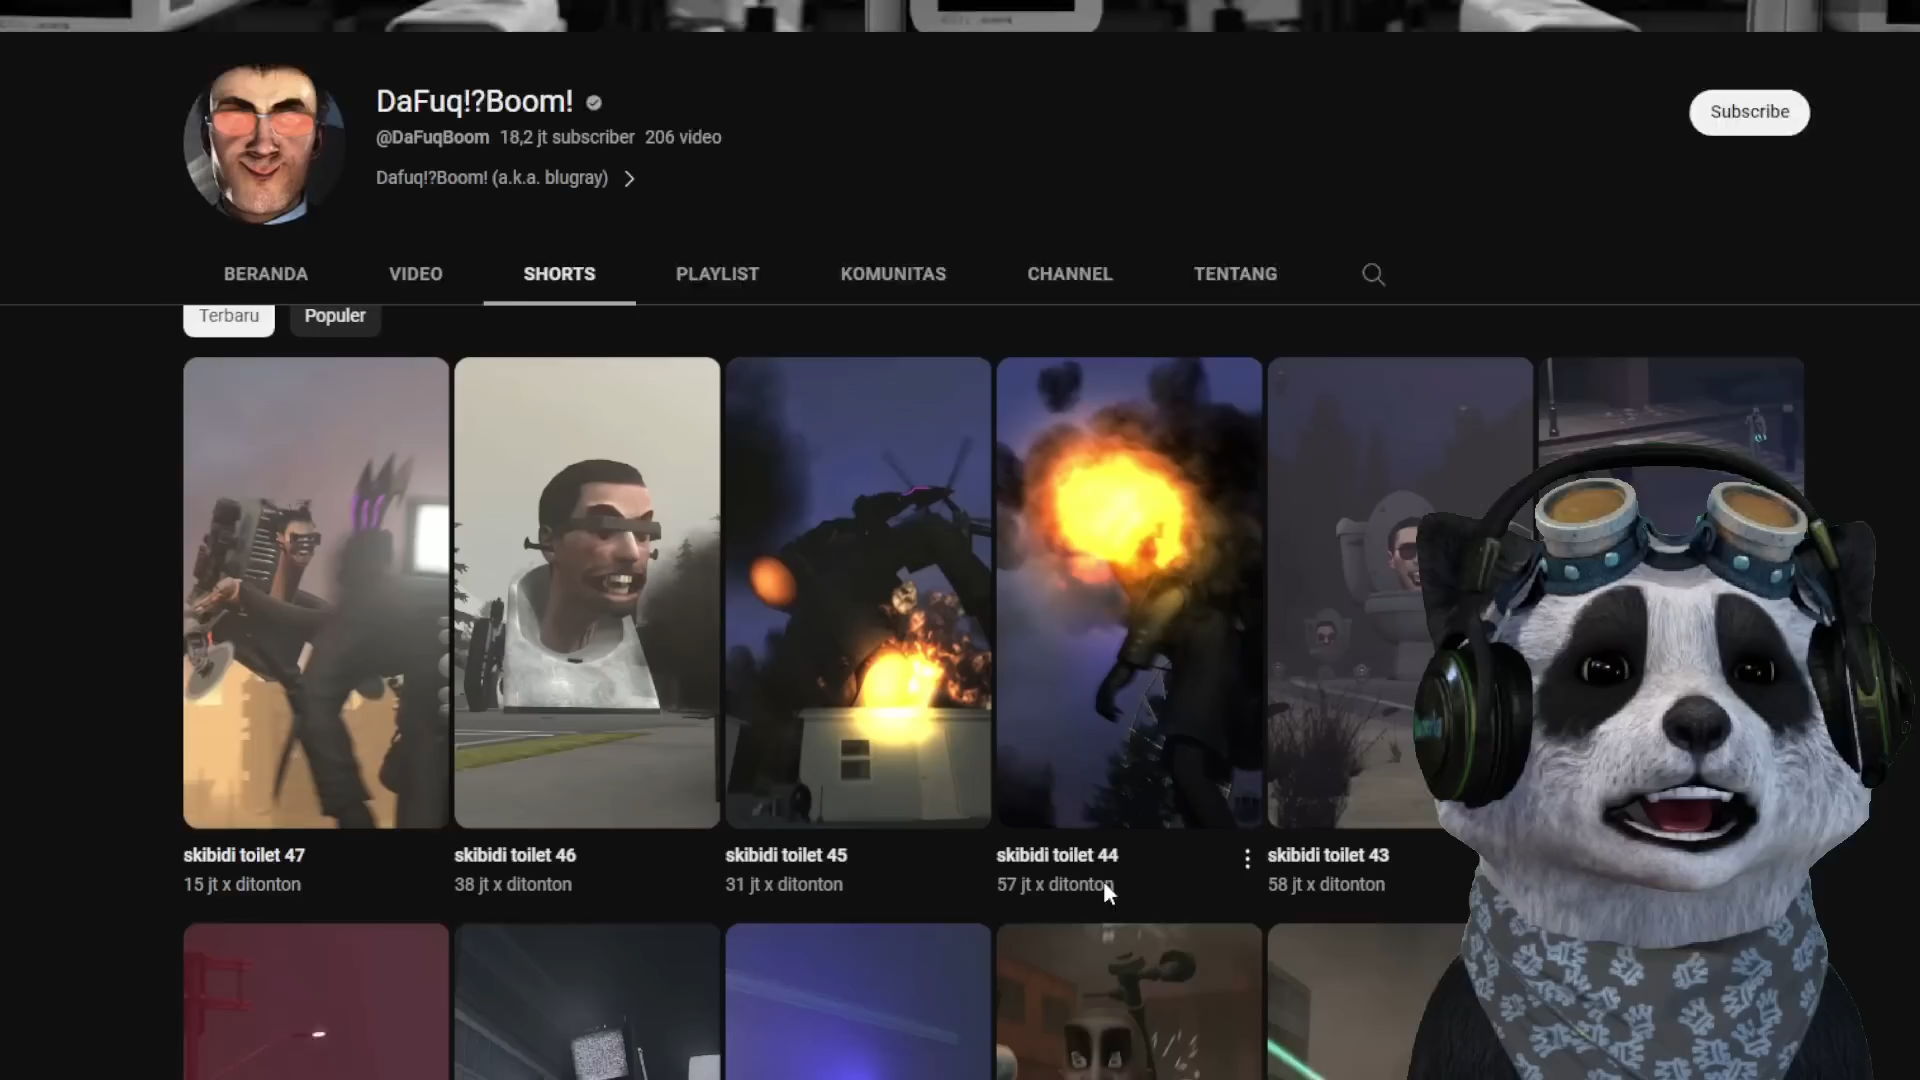 DaFuq!?Boom!
@DaFuqBoom 18,2 jt subscriber 206 video
Dafuq!?Boom! (a.k.a. blugray)
Subscribe
BERANDA VIDEO SHORTS PLAYLIST KOMUNITAS CHANNEL TENTANG
Terbaru Populer
skibidi toilet 47
15 jt x ditonton
skibidi toilet 46
38 jt x ditonton
skibidi toilet 45
31 jt x ditonton
skibidi toilet 44
57 jt x ditonton
skibidi toilet 43
58 jt x ditonton